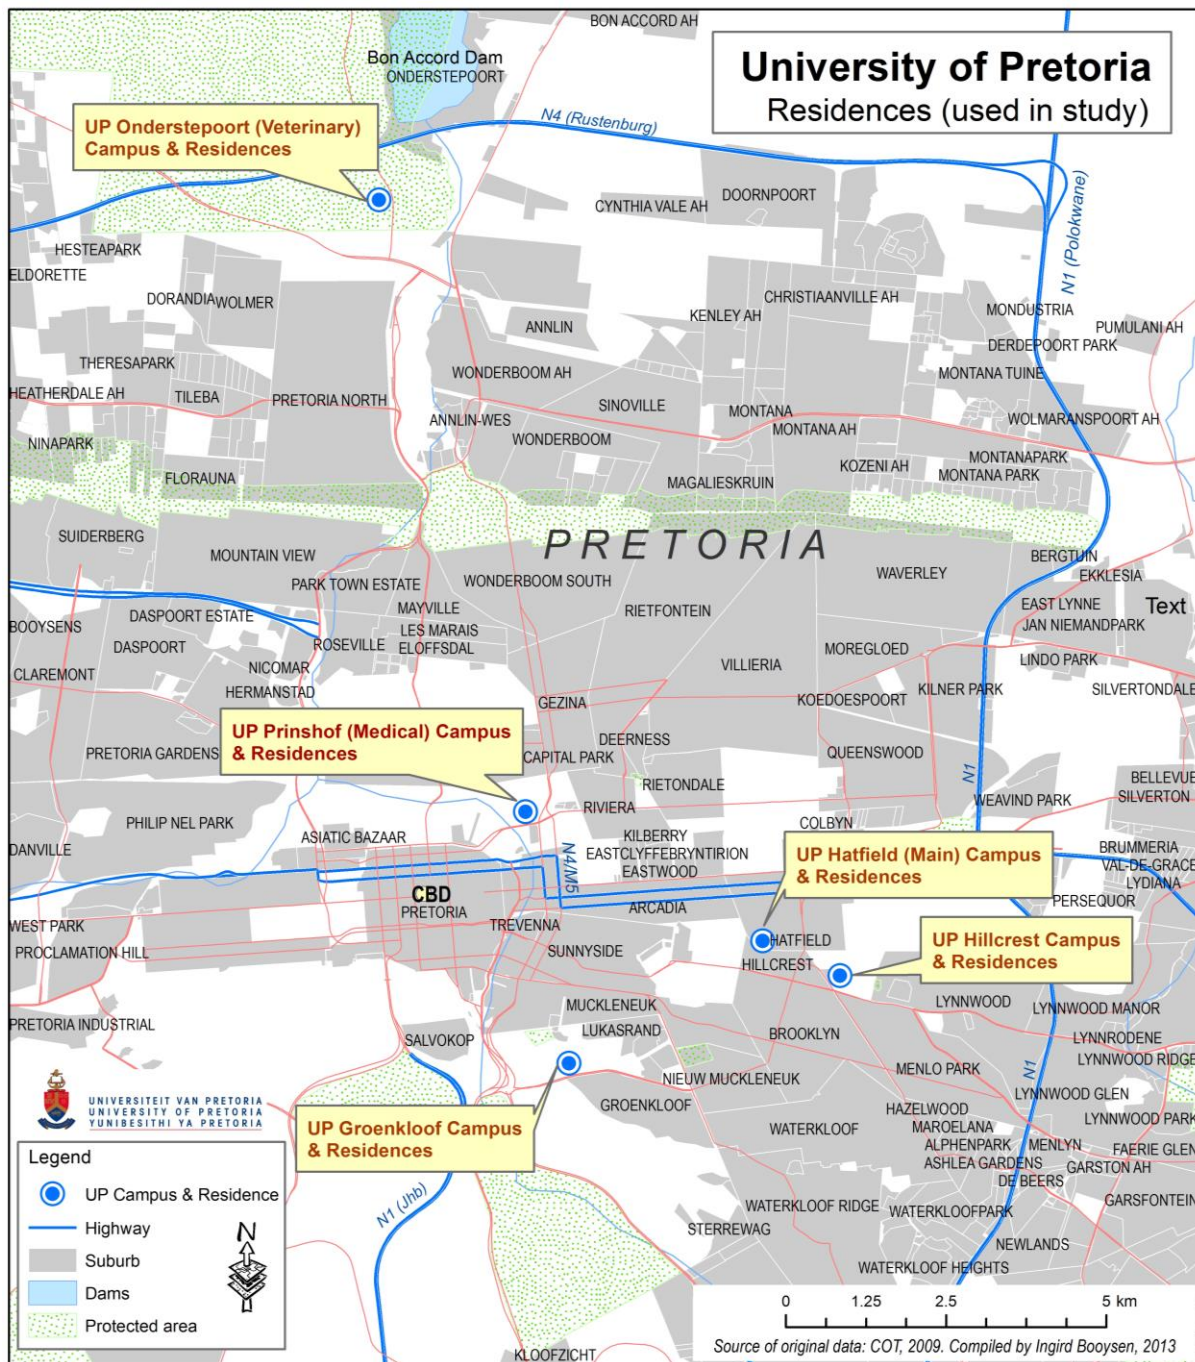 BON ACCORD AH
Bon Accord Dam
ONDERSTEPOORT
University of Pretoria
Residences (used in study)
UP Onderstepoort (Veterinary)
Campus & Residences
N4 (Rustenburg)
N1 (Polokwane)
DOORNPOORT
CYNTHIA VALE AH
HESTEAPARK
ELDORETTE
DORANDIA
WOLMER
CHRISTIAANVILLE AH
KENLEY AH
MONDUSTRIA
PUMULANI AH
ANNLIN
DERDEPOORT PARK
THERESAPARK
WONDERBOOM AH
MONTANA TUINE
HEATHERDALE AH
TILEBA
PRETORIA NORTH
SINOVILLE
MONTANA
WOLMARANSPOORT AH
ANNLIN-WES
MONTANA AH
NINAPARK
WONDERBOOM
MONTANAPARK
KOZENI AH
MONTANA PARK
FLORAUNA
MAGALIESKRUIN
SUIDERBERG
PRETORIA
MOUNTAIN VIEW
BERGTUIN
PARK TOWN ESTATE
WONDERBOOM SOUTH
WAVERLEY
EKKLESIA
MAYVILLE
RIETFONTEIN
EAST LYNNE
Text
BOOYSENS
DASPOORT ESTATE
LES MARAIS
JAN NIEMANDPARK
DASPOORT
ROSEVILLE
ELOFFSDAL
MOREGLOED
CLAREMONT
NICOMAR
VILLIERIA
LINDO PARK
HERMANSTAD
KILNER PARK
SILVERTONDALE
GEZINA
KOEDOESPOORT
UP Prinshof (Medical) Campus
& Residences
DEERNESS
PRETORIA GARDENS
CAPITAL PARK
QUEENSWOOD
N1
RIETONDALE
BELLEVUE
RIVIERA
WEAVIND PARK
SILVERTON
PHILIP NEL PARK
COLBYN
ASIATIC BAZAAR
KILBERRY
DANVILLE
N4/M5
EASTCLYFFEBRYNTIRION
EASTWOOD
UP Hatfield (Main) Campus
& Residences
BRUMMERIA
VAL-DE-GRACE
LYDIANA
CBD
PRETORIA
ARCADIA
PERSEQUOR
WEST PARK
TREVENNA
PROCLAMATION HILL
SUNNYSIDE
HATFIELD
HILLCREST
UP Hillcrest Campus
& Residences
MUCKLENEUK
LYNNWOOD
LYNNWOOD MANOR
PRETORIA INDUSTRIAL
LUKASRAND
SALVOKOP
BROOKLYN
LYNNRODENE
N1
LYNNWOOD RIDGE
MENLO PARK
NIEUW MUCKLENEUK
LYNNWOOD GLEN
GROENKLOOF
HAZELWOOD
LYNNWOOD PARK
UNIVERSITEIT VAN PRETORIA
UNIVERSITY OF PRETORIA
YUNIBESITHI YA PRETORIA
UP Groenkloof Campus
& Residences
WATERKLOOF
MAROELANA
ALPHENPARK
MENLYN
FAERIE GLEN
ASHLEA GARDENS
GARSTON AH
DE BEERS
GARSFONTEIN
WATERKLOOF RIDGE
WATERKLOOFPARK
N1 (Jhb)
STERREWAG
NEWLANDS
WATERKLOOF HEIGHTS
KLOOFZICHT
Legend
UP Campus & Residence
Highway
N
Suburb
Dams
Protected area
0 1.25 2.5 5 km
Source of original data: COT, 2009. Compiled by Ingird Booysen, 2013